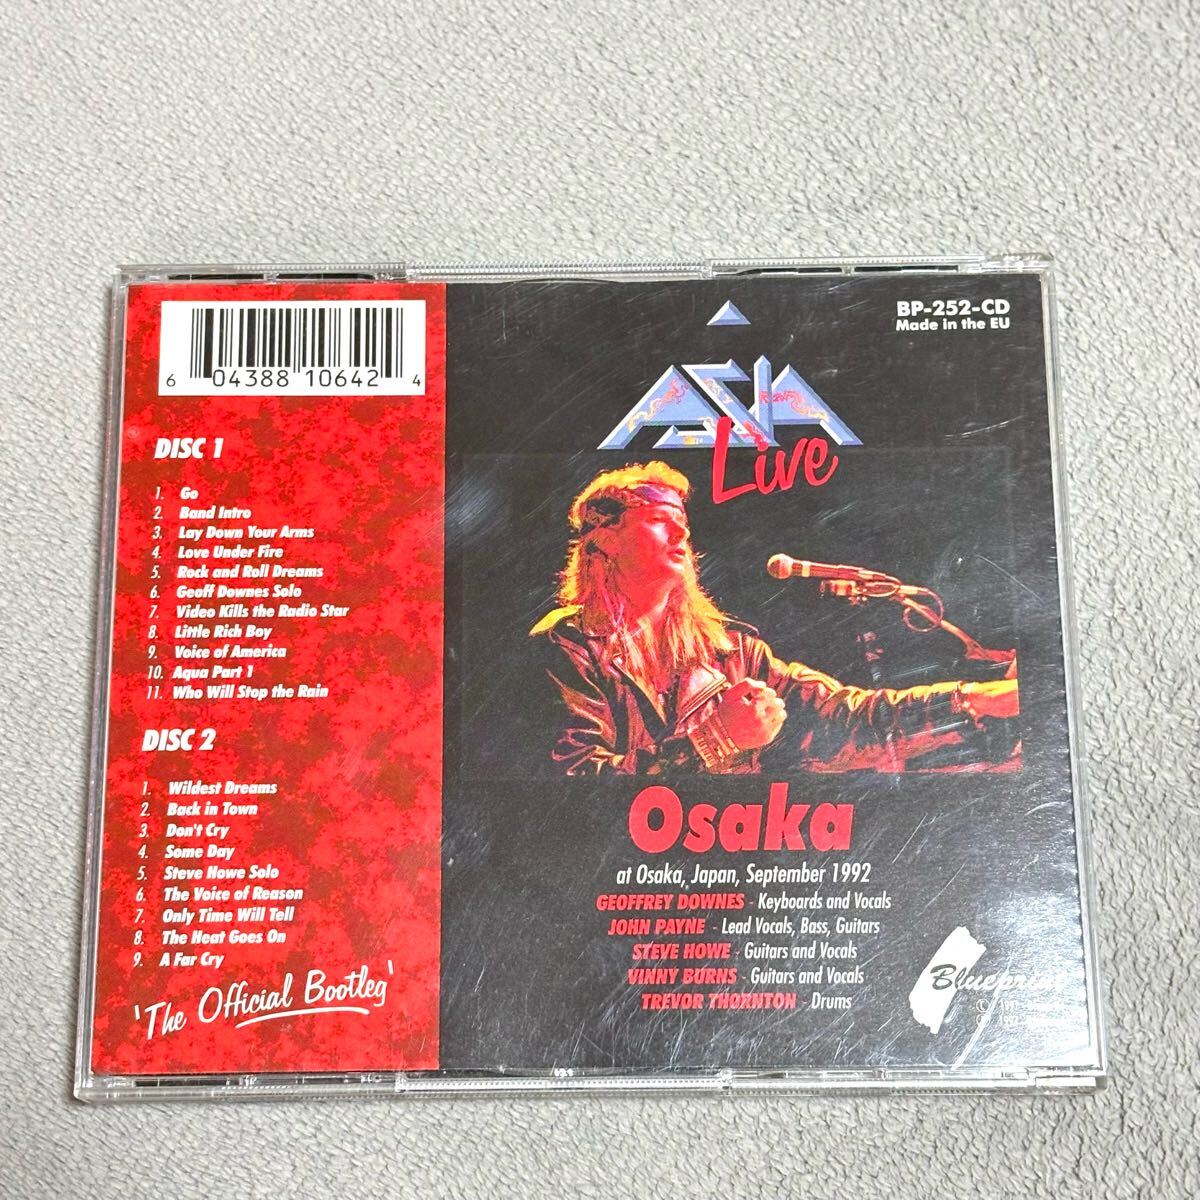 6 04388 10642 4
DISC 1
1. Go
2. Band Intro
3. Lay Down Your Arms
4. Love Under Fire
5. Rock and Roll Dreams
6. Geoff Downes Solo
7. Video Kills the Radio Star
8. Little Rich Boy
9. Voice of America
10. Aqua Part 1
11. Who Will Stop the Rain
DISC 2
1. Wildest Dreams
2. Back in Town
3. Don't Cry
4. Some Day
5. Steve Howe Solo
6. The Voice of Reason
7. Only Time Will Tell
8. The Heat Goes On
9. A Far Cry
'The Official Bootleg'
BP-252-CD
Made in the EU
ASIA
Live
Osaka
at Osaka, Japan, September 1992
GEOFFREY DOWNES - Keyboards and Vocals
JOHN PAYNE - Lead Vocals, Bass, Guitars
STEVE HOWE - Guitars and Vocals
VINNY BURNS - Guitars and Vocals
TREVOR THORNTON - Drums
Blueprint